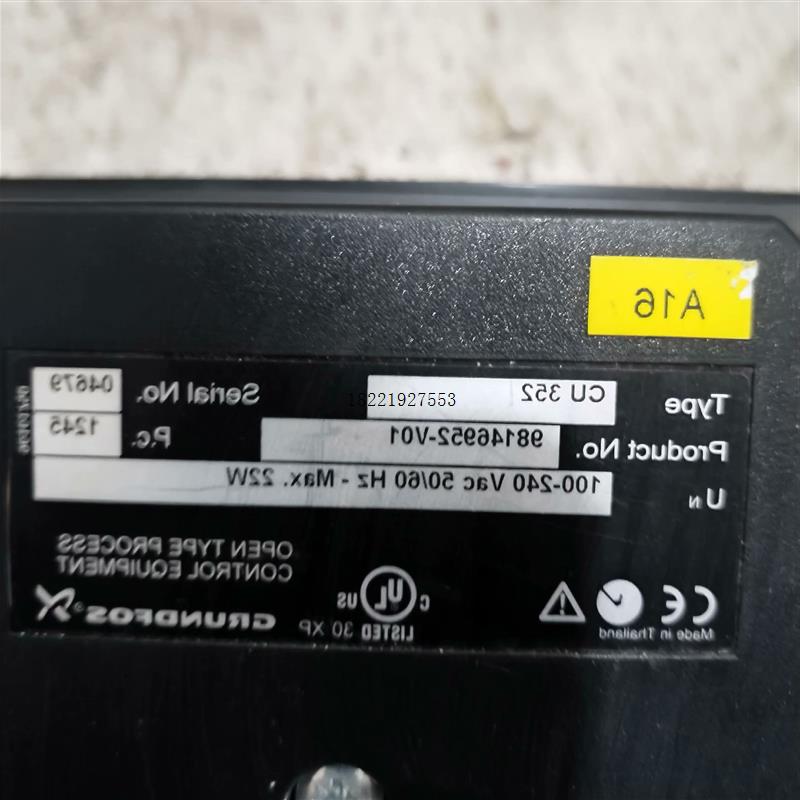 A16
Type CU 352 Serial No. 04679
18221927553
Product No. 98146952-V01 P.c. 1245
U N 100-240 Vac 50/60 Hz - Max. 22W
OPEN TYPE PROCESS
CONTROL EQUIPMENT
CE
Made in Thailand
C UL US
LISTED 30 XP
GRUNDFOS